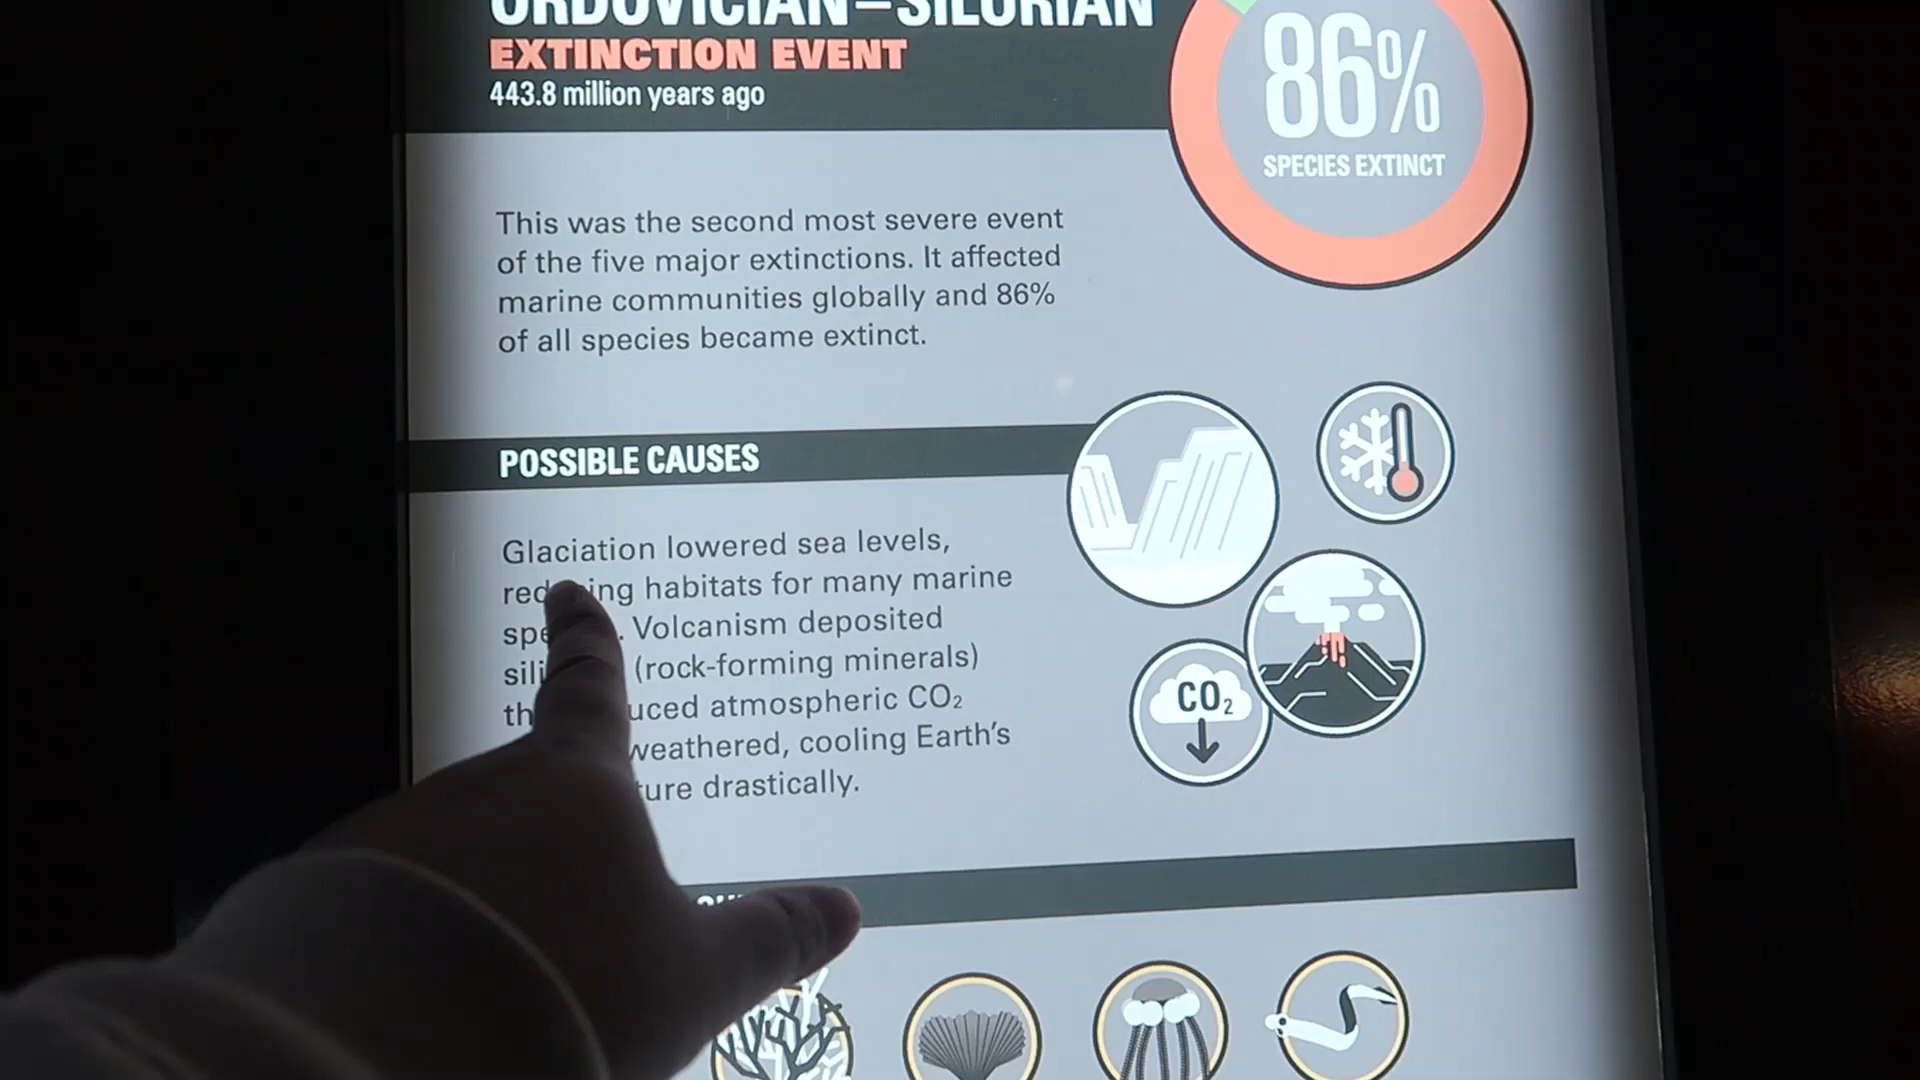 ORDOVICIAN–SILURIAN
EXTINCTION EVENT
443.8 million years ago
86%
SPECIES EXTINCT
This was the second most severe event
of the five major extinctions. It affected
marine communities globally and 86%
of all species became extinct.
POSSIBLE CAUSES
Glaciation lowered sea levels,
habitats for many marine
Volcanism deposited
(rock-forming minerals)
atmospheric CO₂
weathered, cooling Earth's
drastically.
CO₂